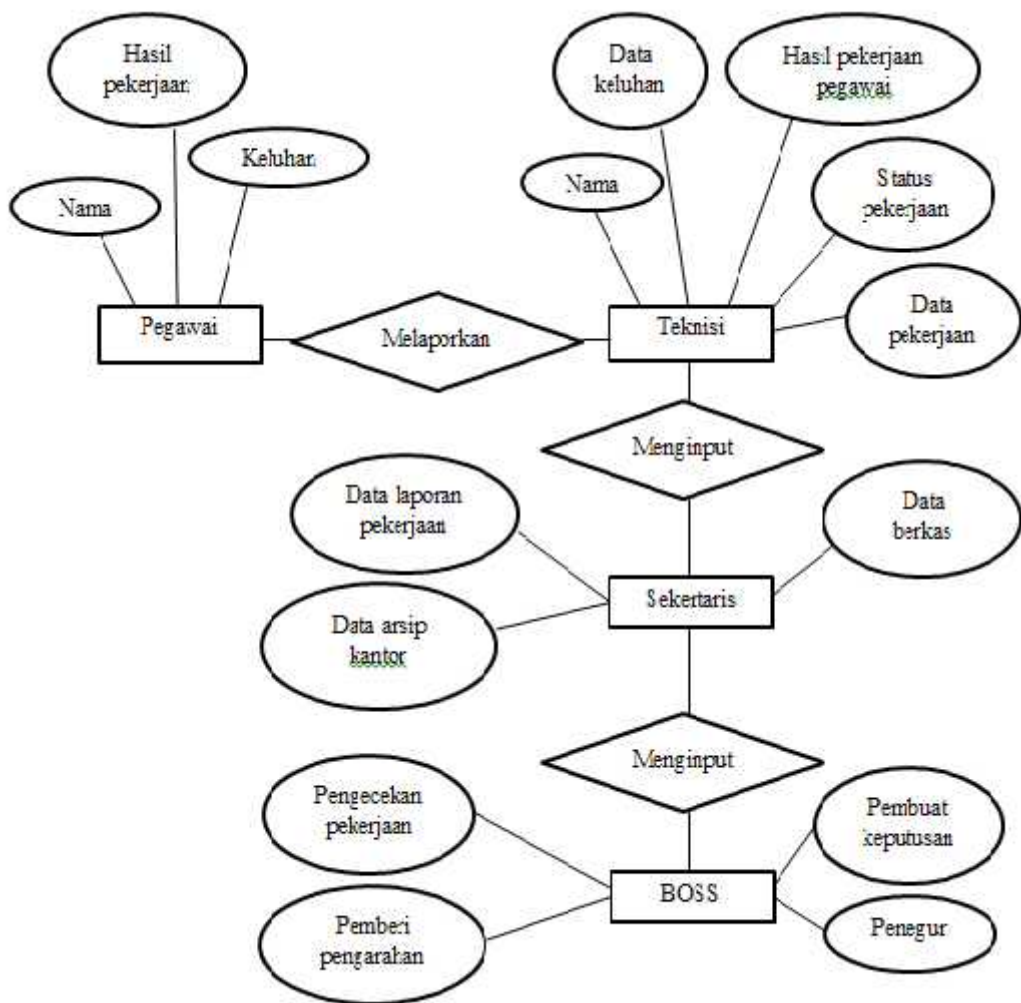 Hasil
pekerjaan
Data
keluhan
Hasil pekerjaan
pegawai
Keluhan
Nama
Nama
Status
pekerjaan
Pegawai
Melaporkan
Teknisi
Data
pekerjaan
Menginput
Data laporan
pekerjaan
Data
berkas
Sekertaris
Data arsip
kantor
Menginput
Pengecekan
pekerjaan
Pembuat
keputusan
BOSS
Pemberi
pengarahan
Penegur